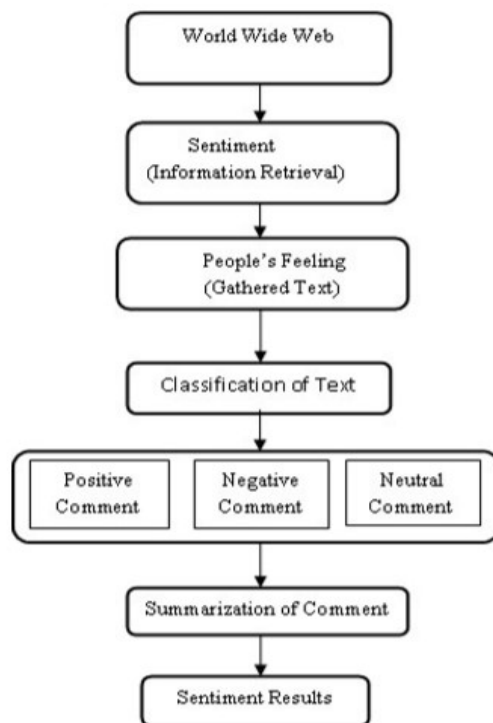 World Wide Web
Sentiment
(Information Retrieval)
People's Feeling
(Gathered Text)
Classification of Text
Positive
Comment
Negative
Comment
Neutral
Comment
Summarization of Comment
Sentiment Results